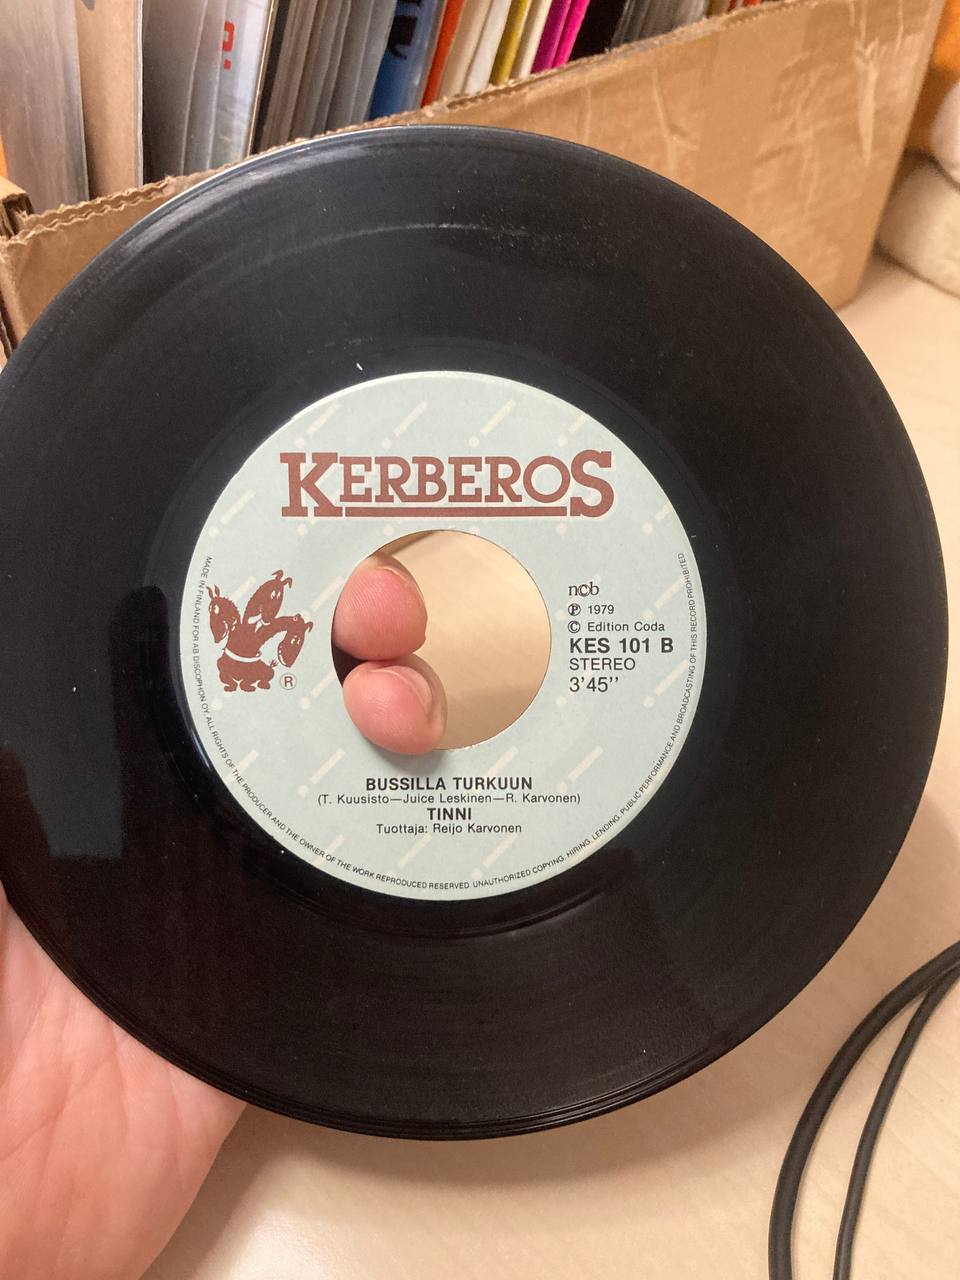 KERBEROS
ncb
Ⓟ 1979
© Edition Coda
KES 101 B
STEREO
3'45''
®
BUSSILLA TURKUUN
(T. Kuusisto—Juice Leskinen—R. Karvonen)
TINNI
Tuottaja: Reijo Karvonen
MADE IN FINLAND FOR AB DISCOPHON OY. ALL RIGHTS OF THE PRODUCER AND THE OWNER OF THE WORK REPRODUCED RESERVED. UNAUTHORIZED COPYING, HIRING, LENDING, PUBLIC PERFORMANCE AND BROADCASTING OF THIS RECORD PROHIBITED